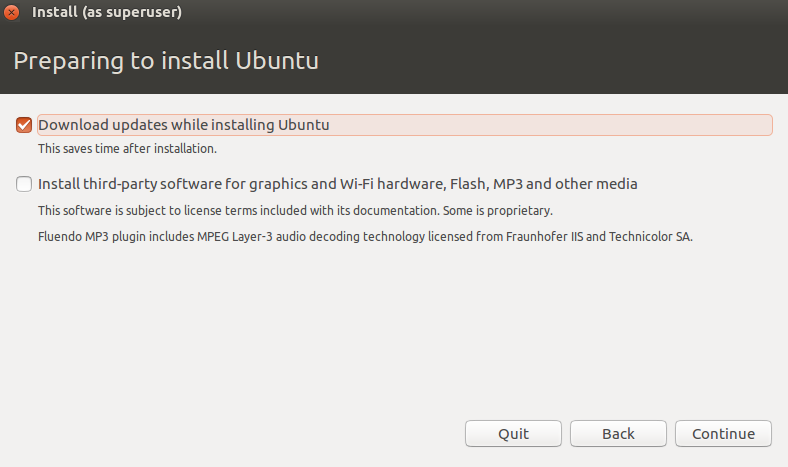 Install (as superuser)
Preparing to install Ubuntu
Download updates while installing Ubuntu
This saves time after installation.
Install third-party software for graphics and Wi-Fi hardware, Flash, MP3 and other media
This software is subject to license terms included with its documentation. Some is proprietary.
Fluendo MP3 plugin includes MPEG Layer-3 audio decoding technology licensed from Fraunhofer IIS and Technicolor SA.
Quit Back Continue